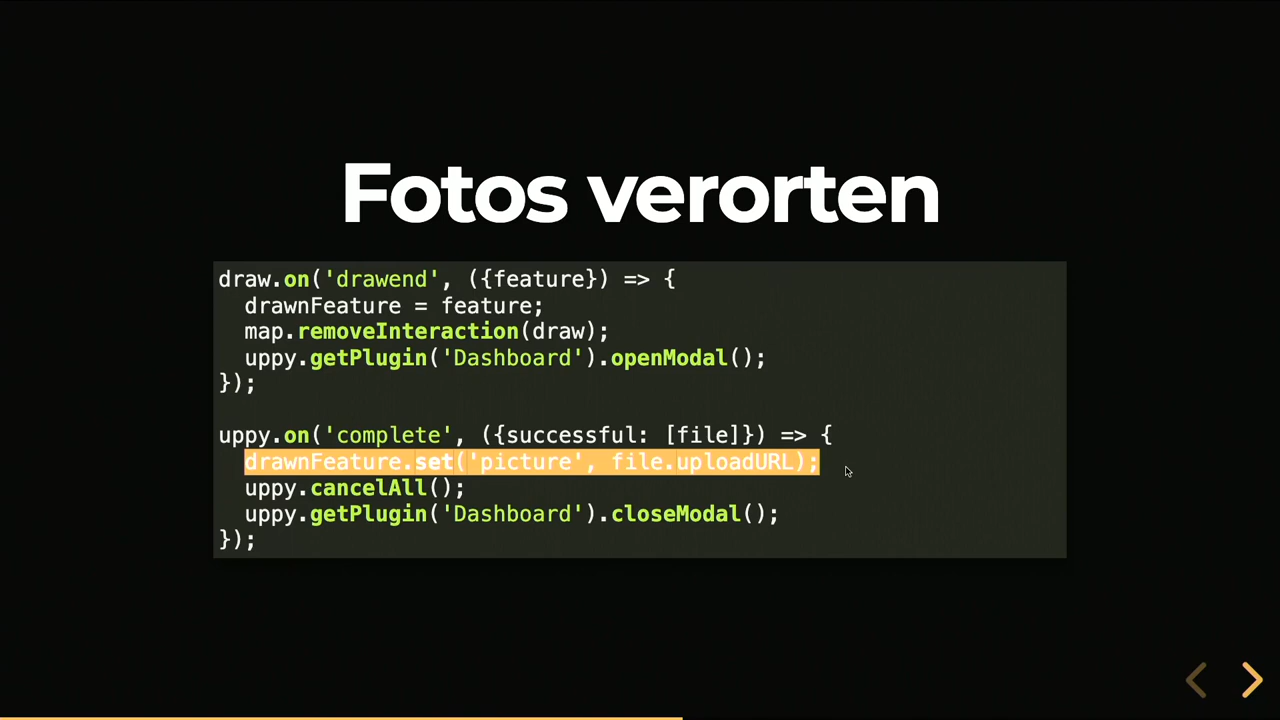 Fotos verorten
draw.on('drawend', ({feature}) => {
  drawnFeature = feature;
  map.removeInteraction(draw);
  uppy.getPlugin('Dashboard').openModal();
});

uppy.on('complete', ({successful: [file]}) => {
  drawnFeature.set('picture', file.uploadURL);
  uppy.cancelAll();
  uppy.getPlugin('Dashboard').closeModal();
});